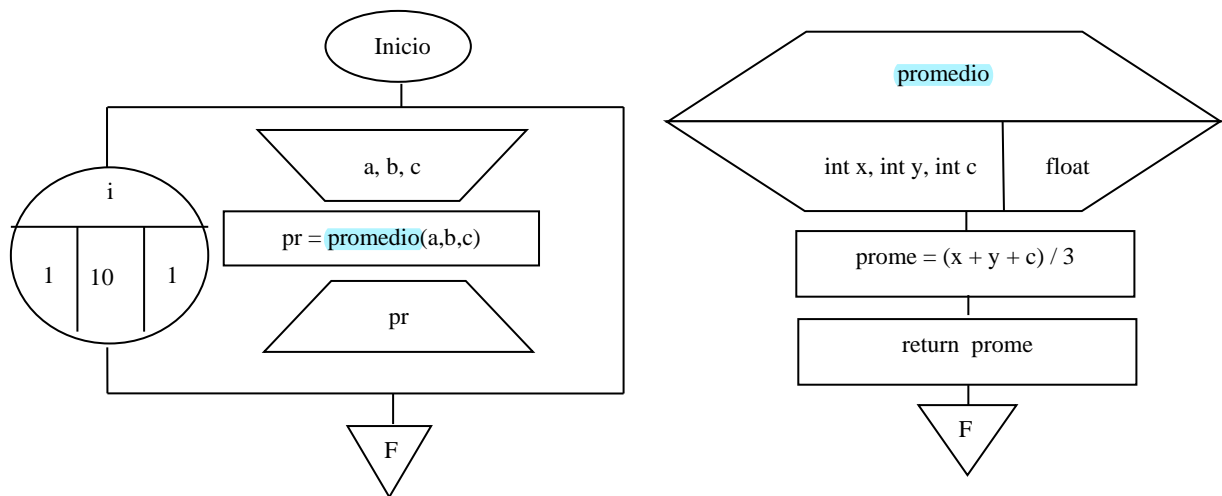 Inicio
i
1 10 1
a, b, c
pr = promedio(a,b,c)
pr
F
promedio
int x, int y, int c float
prome = (x + y + c) / 3
return prome
F